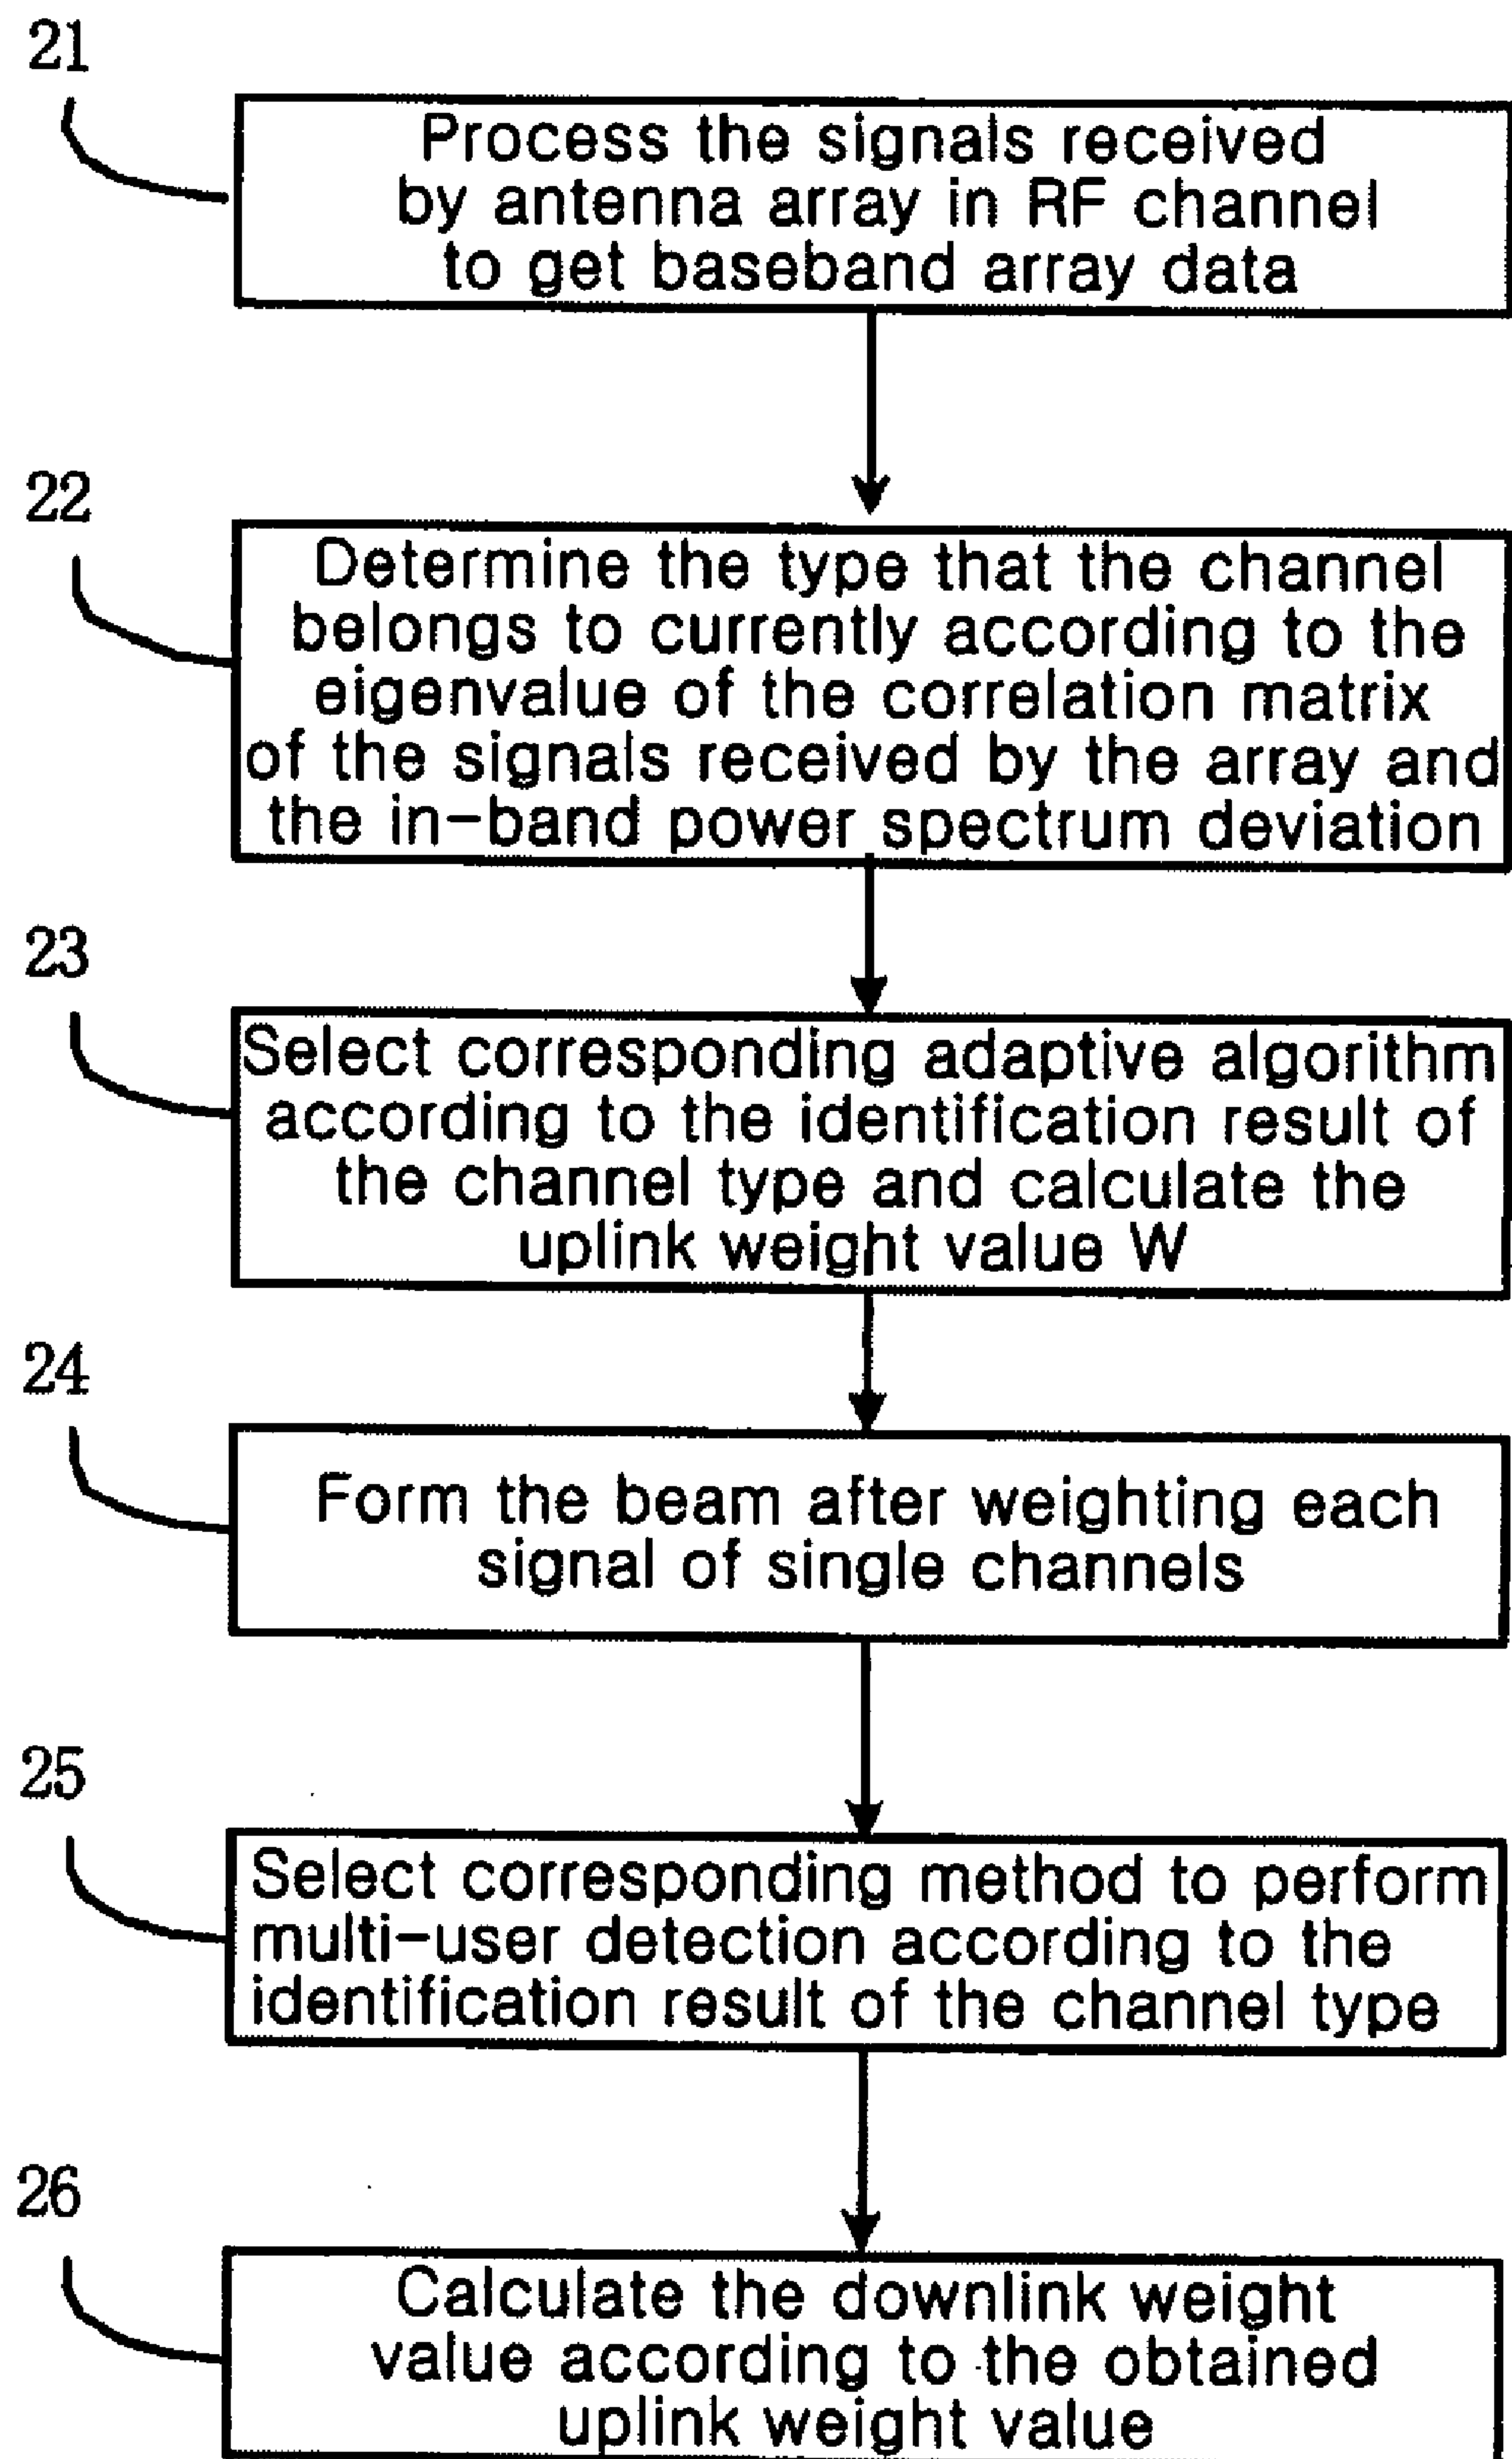 21
Process the signals received
by antenna array in RF channel
to get baseband array data
22
Determine the type that the channel
belongs to currently according to the
eigenvalue of the correlation matrix
of the signals received by the array and
the in-band power spectrum deviation
23
Select corresponding adaptive algorithm
according to the identification result of
the channel type and calculate the
uplink weight value W
24
Form the beam after weighting each
signal of single channels
25
Select corresponding method to perform
multi-user detection according to the
identification result of the channel type
26
Calculate the downlink weight
value according to the obtained
uplink weight value